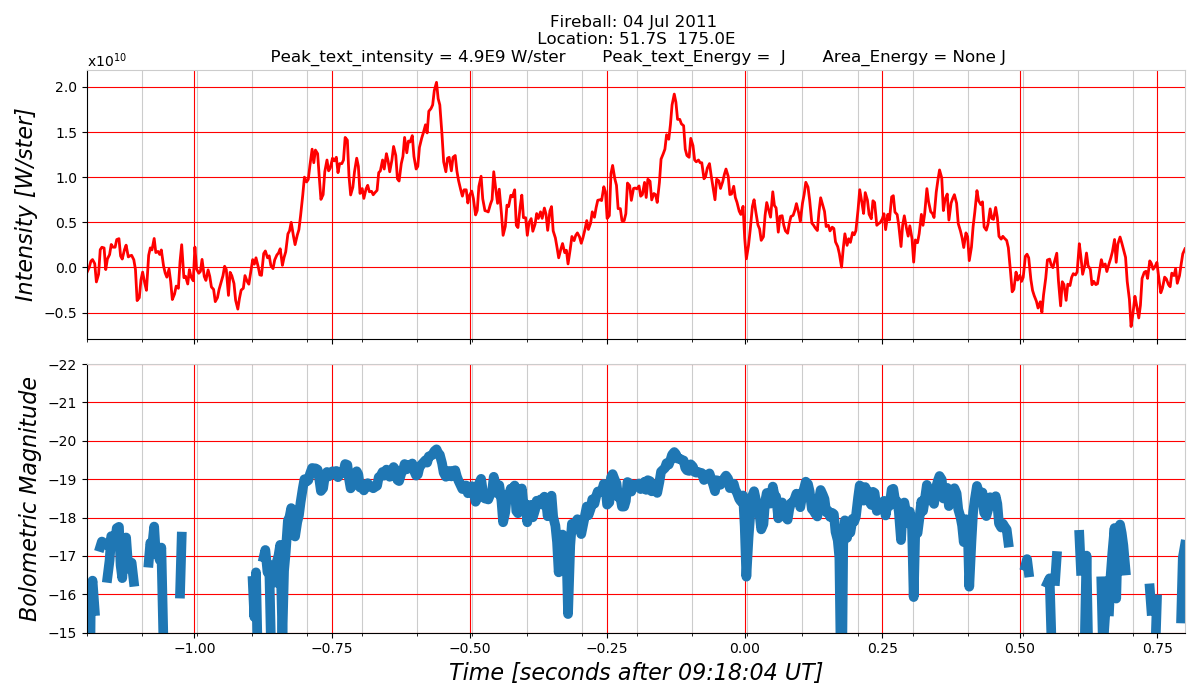 Fireball: 04 Jul 2011
Location: 51.7S 175.0E
Peak_text_intensity = 4.9E9 W/ster Peak_text_Energy = J Area_Energy = None J
x10¹⁰
2.0
1.5
1.0
0.5
0.0
−0.5
Intensity [W/ster]
−22
−21
−20
−19
−18
−17
−16
−15
Bolometric Magnitude
−1.00 −0.75 −0.50 −0.25 0.00 0.25 0.50 0.75
Time [seconds after 09:18:04 UT]